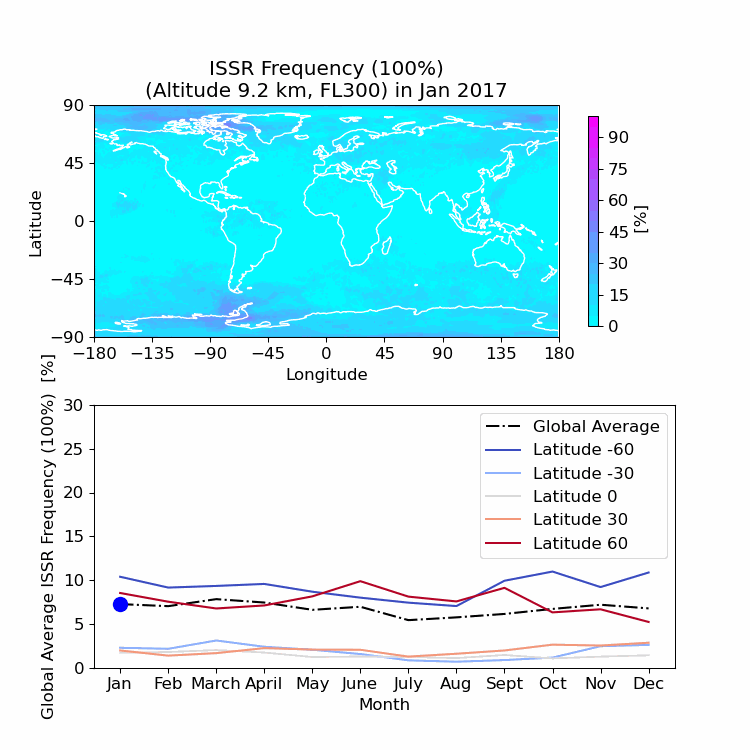 ISSR Frequency (100%)
(Altitude 9.2 km, FL300) in Jan 2017
90
45
0
−45
−90
Latitude
−180 −135 −90 −45 0 45 90 135 180
Longitude
90
75
60
45
30
15
0
[%]
Global Average ISSR Frequency (100%) [%]
30
25
20
15
10
5
0
Global Average
Latitude -60
Latitude -30
Latitude 0
Latitude 30
Latitude 60
Jan Feb March April May June July Aug Sept Oct Nov Dec
Month